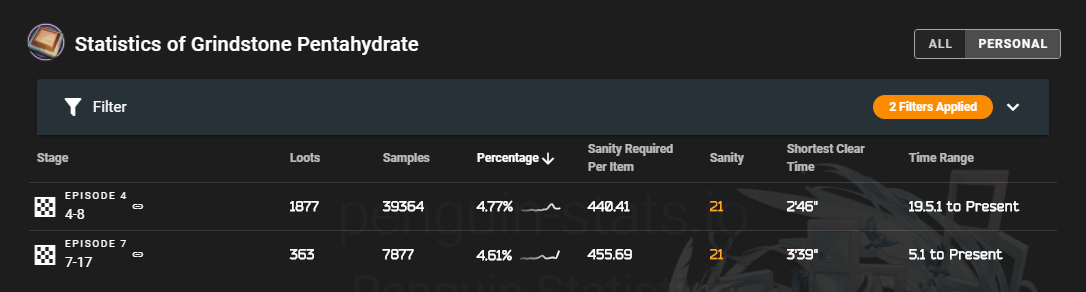 Statistics of Grindstone Pentahydrate
ALL PERSONAL
Filter
2 Filters Applied
Stage Loots Samples Percentage Sanity Required Per Item Sanity Shortest Clear Time Time Range
EPISODE 4
4-8 1877 39364 4.77% 440.41 21 2'46" 19.5.1 to Present
EPISODE 7
7-17 363 7877 4.61% 455.69 21 3'39" 5.1 to Present
penguin-stats.io
Penguin Statistics